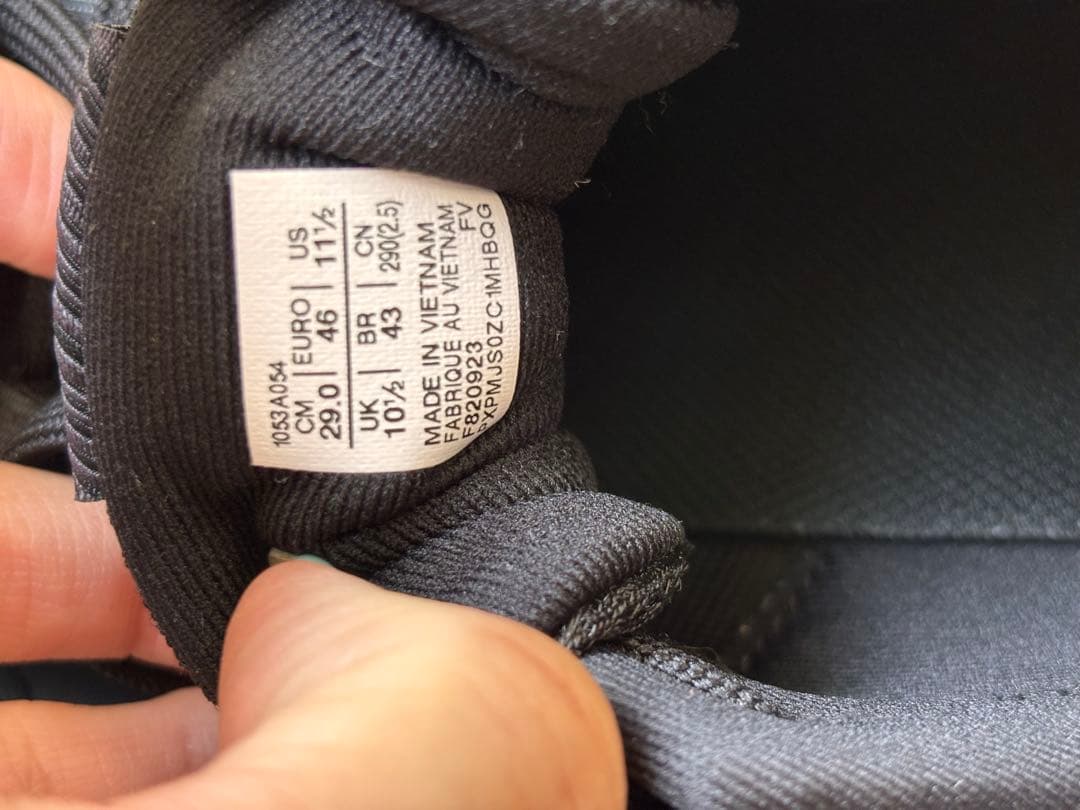 1053A054
CM | EURO | US
29.0 | 46 | 11½
UK | BR | CN
10½ | 43 | 290(2.5)
MADE IN VIETNAM
FABRIQUE AU VIETNAM
F820923 FV
PXPMJS0ZC1MHBQG